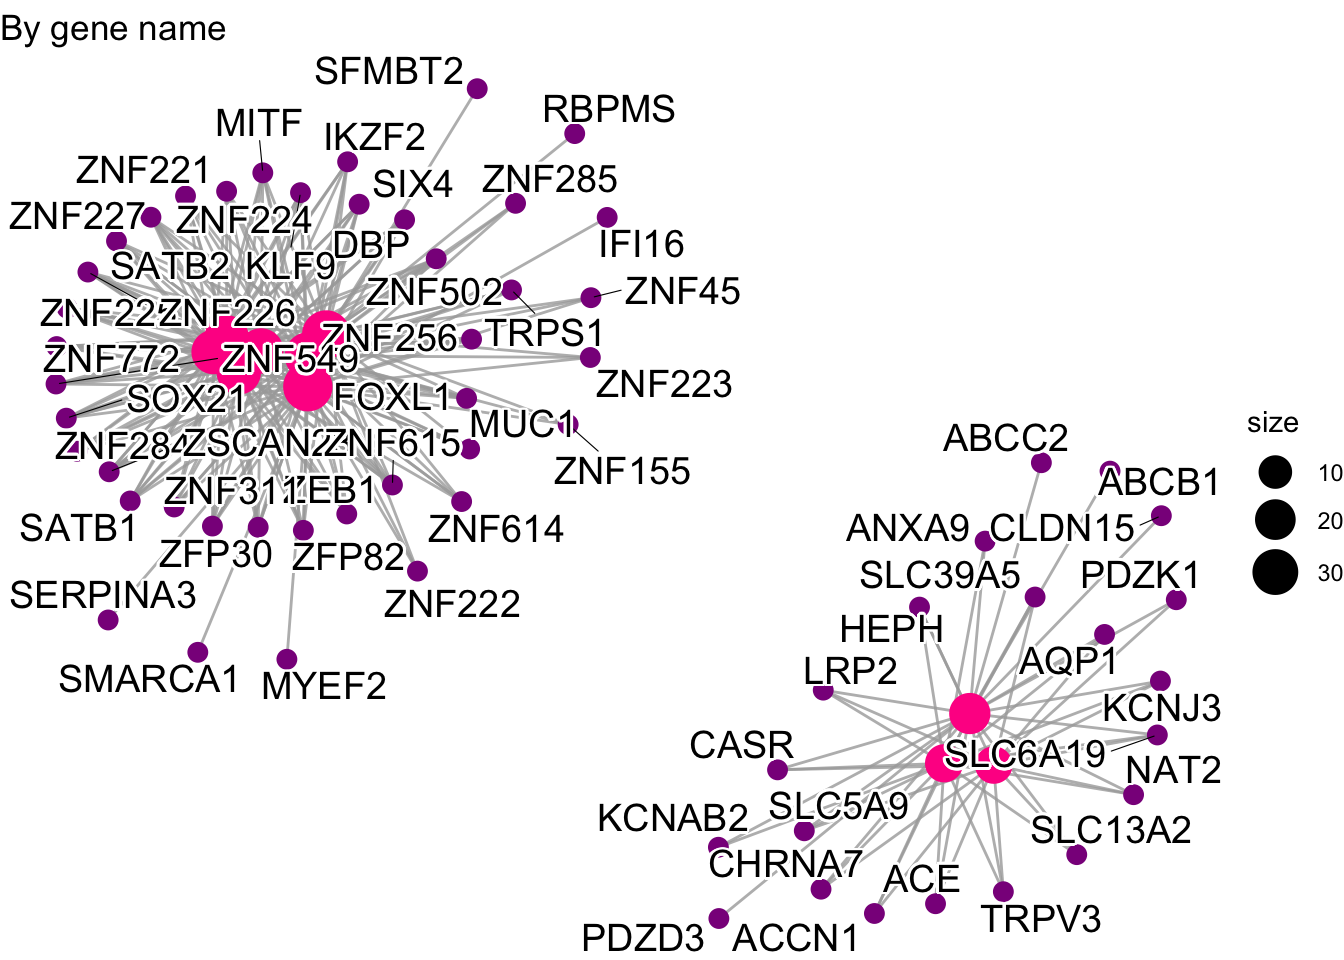 By gene name
SFMBT2
RBPMS
MITF
IKZF2
ZNF221
SIX4
ZNF285
ZNF227
ZNF224
IFI16
DBP
SATB2
KLF9
ZNF502
ZNF45
ZNF226
TRPS1
ZNF256
ZNF772
ZNF549
ZNF223
SOX21
FOXL1
MUC1
ZNF284
ZNF615
ZNF155
ZNF311
ZEB1
SATB1
ZNF614
ZFP30
ZFP82
SERPINA3
ZNF222
SMARCA1
MYEF2
size
10
20
30
ABCC2
ABCB1
ANXA9
CLDN15
SLC39A5
PDZK1
HEPH
LRP2
AQP1
KCNJ3
CASR
SLC6A19
NAT2
KCNAB2
SLC5A9
SLC13A2
CHRNA7
ACE
TRPV3
PDZD3
ACCN1